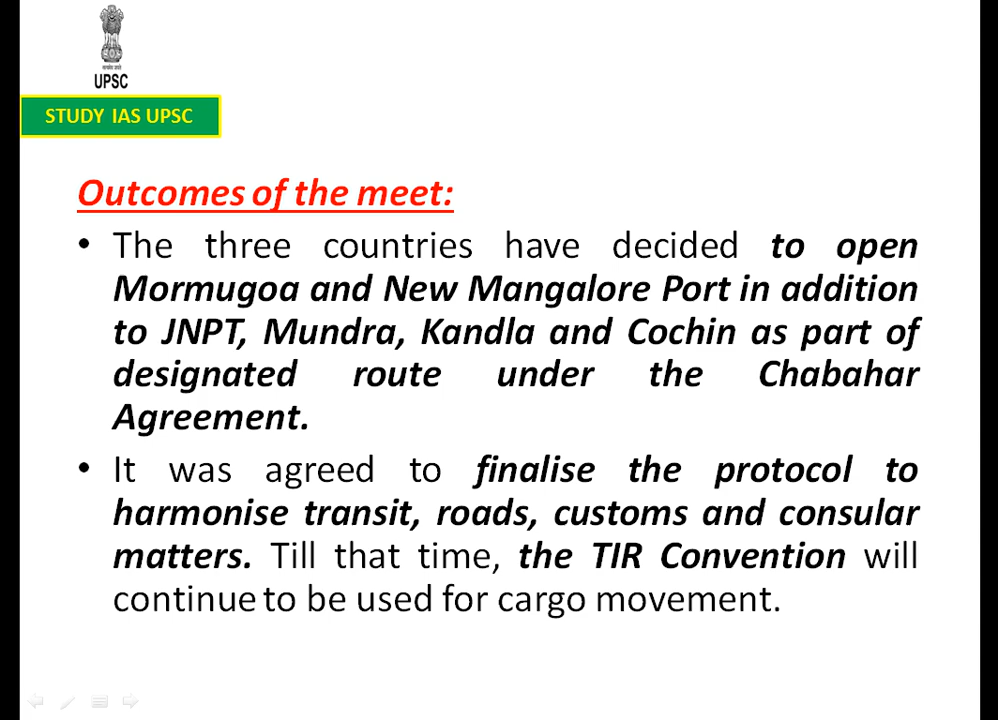 UPSC
STUDY IAS UPSC
Outcomes of the meet:
• The three countries have decided to open
Mormugoa and New Mangalore Port in addition
to JNPT, Mundra, Kandla and Cochin as part of
designated route under the Chabahar
Agreement.
• It was agreed to finalise the protocol to
harmonise transit, roads, customs and consular
matters. Till that time, the TIR Convention will
continue to be used for cargo movement.